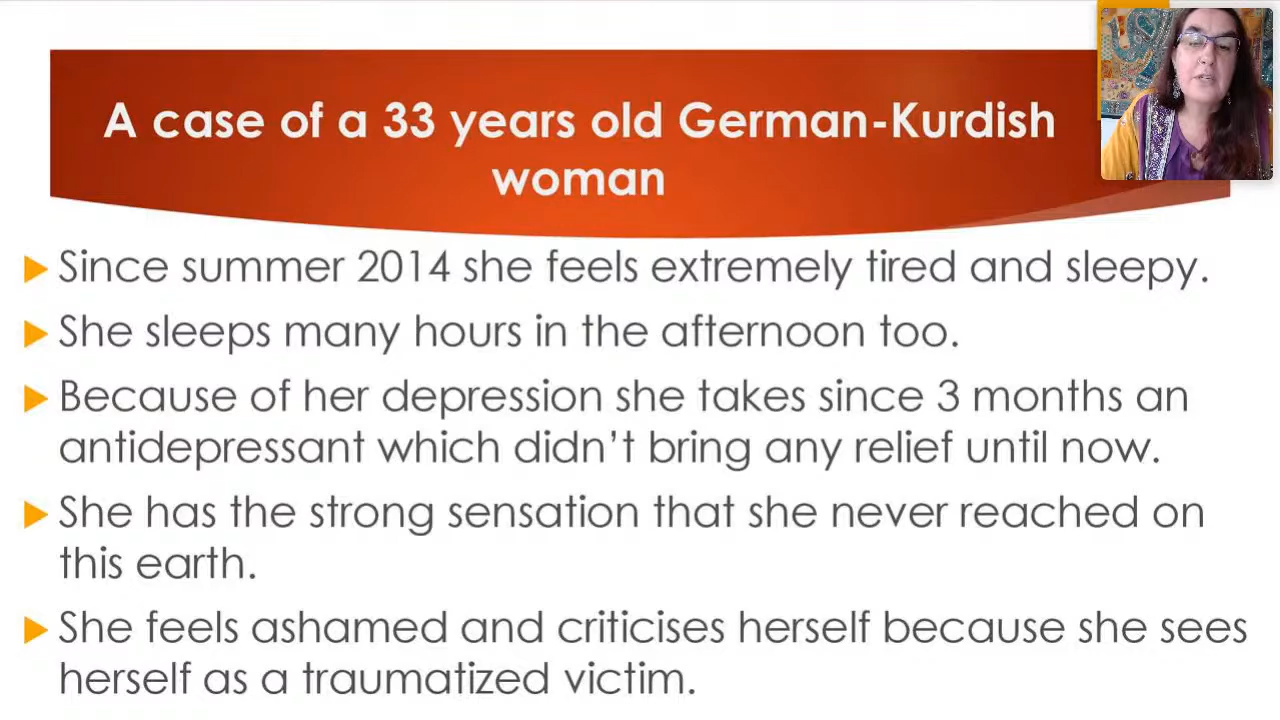 A case of a 33 years old German-Kurdish
woman
Since summer 2014 she feels extremely tired and sleepy.
She sleeps many hours in the afternoon too.
Because of her depression she takes since 3 months an
antidepressant which didn’t bring any relief until now.
She has the strong sensation that she never reached on
this earth.
She feels ashamed and criticises herself because she sees
herself as a traumatized victim.